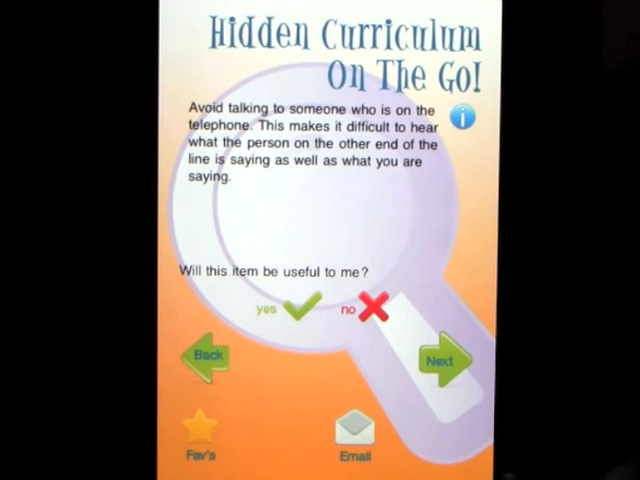 Hidden Curriculum
On The Go!
Avoid talking to someone who is on the
telephone. This makes it difficult to hear
what the person on the other end of the
line is saying as well as what you are
saying.
i
Will this item be useful to me?
yes no
Back Next
Fav's Email